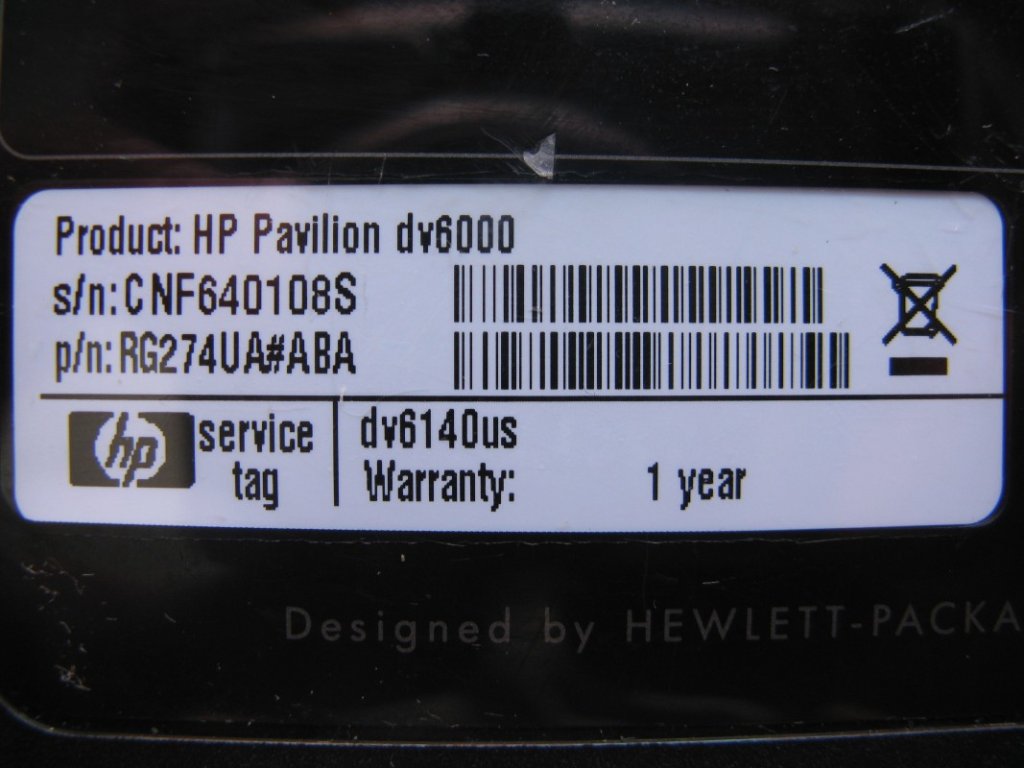 Product: HP Pavilion dv6000
s/n:CNF640108S
p/n:RG274UA#ABA
hp
service
tag
dv6140us
Warranty: 1 year
Designed by HEWLETT-PACKA